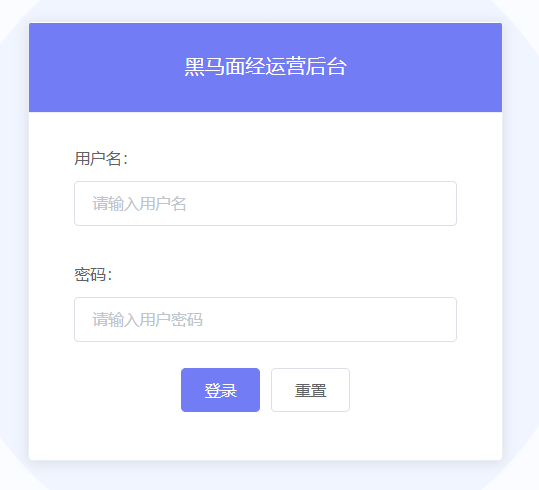 黑马面经运营后台
用户名：
请输入用户名
密码：
请输入用户密码
登录 重置